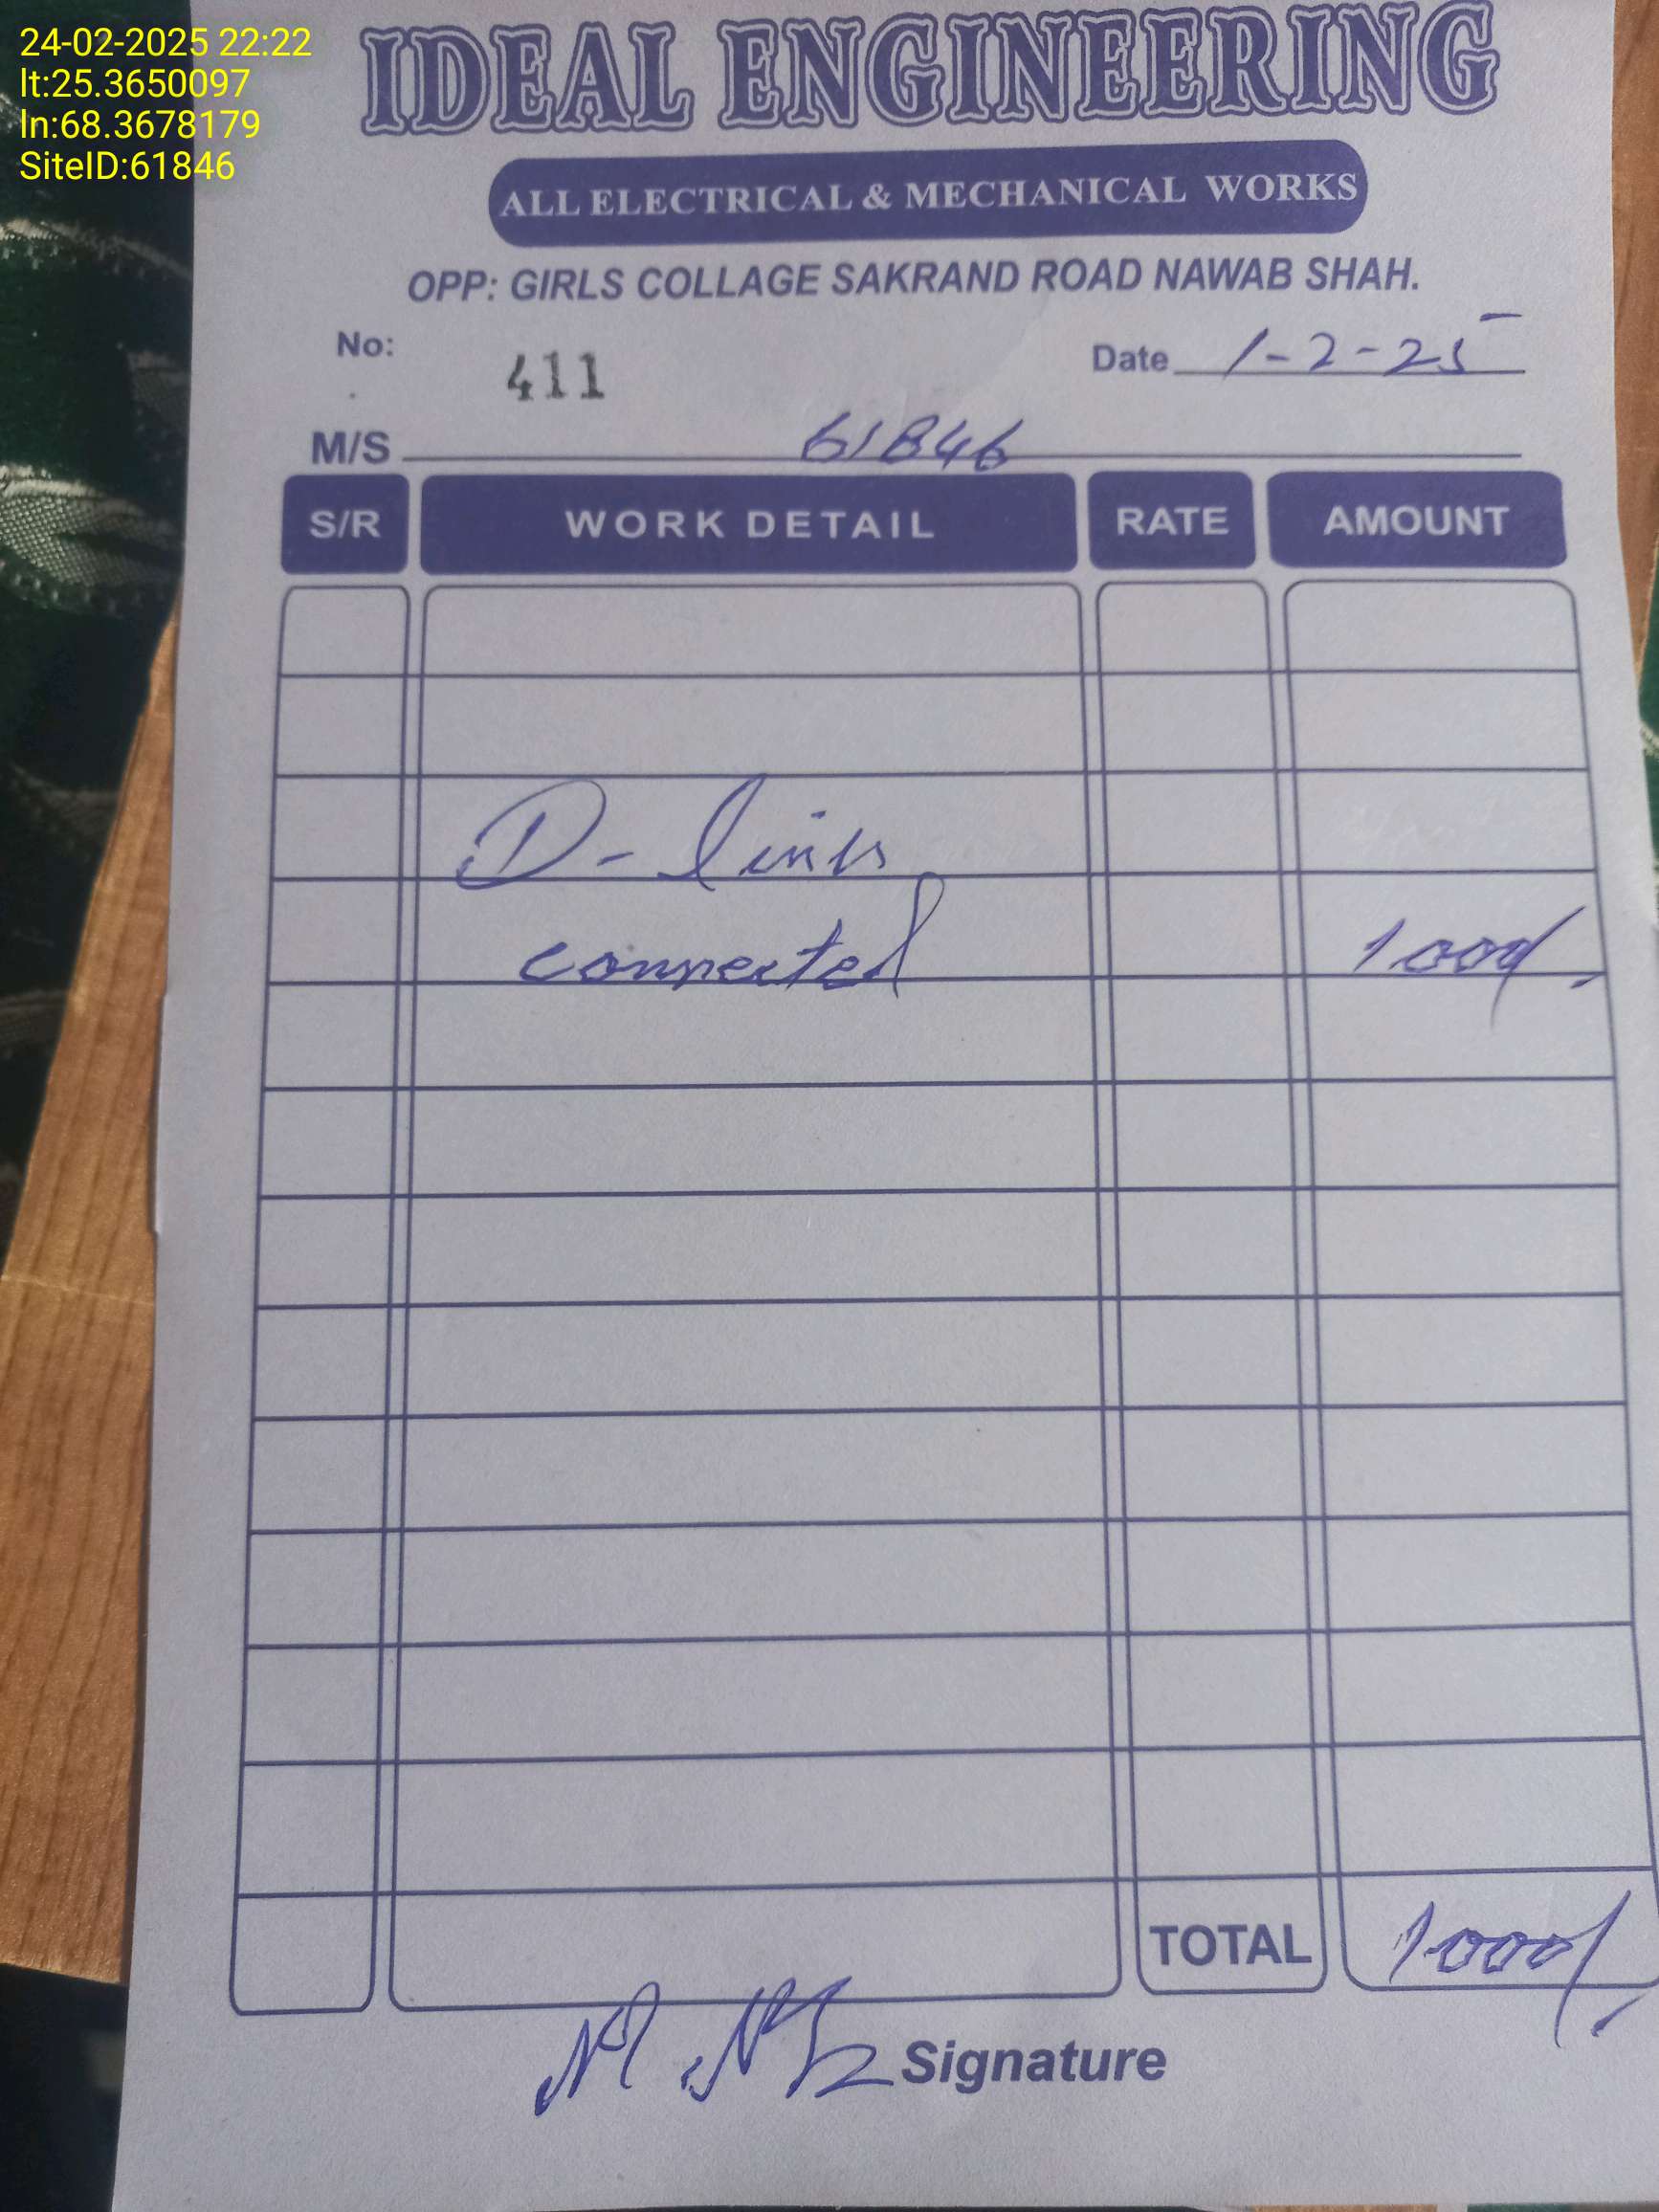 24-02-2025 22:22
lt:25.3650097
ln:68.3678179
SiteID:61846
IDEAL ENGINEERING
ALL ELECTRICAL & MECHANICAL WORKS
OPP: GIRLS COLLAGE SAKRAND ROAD NAWAB SHAH.
No: 411 Date 1-2-25
M/S 61846
S/R WORK DETAIL RATE AMOUNT
D- links
connected 1000/-
TOTAL 1000/-
Signature